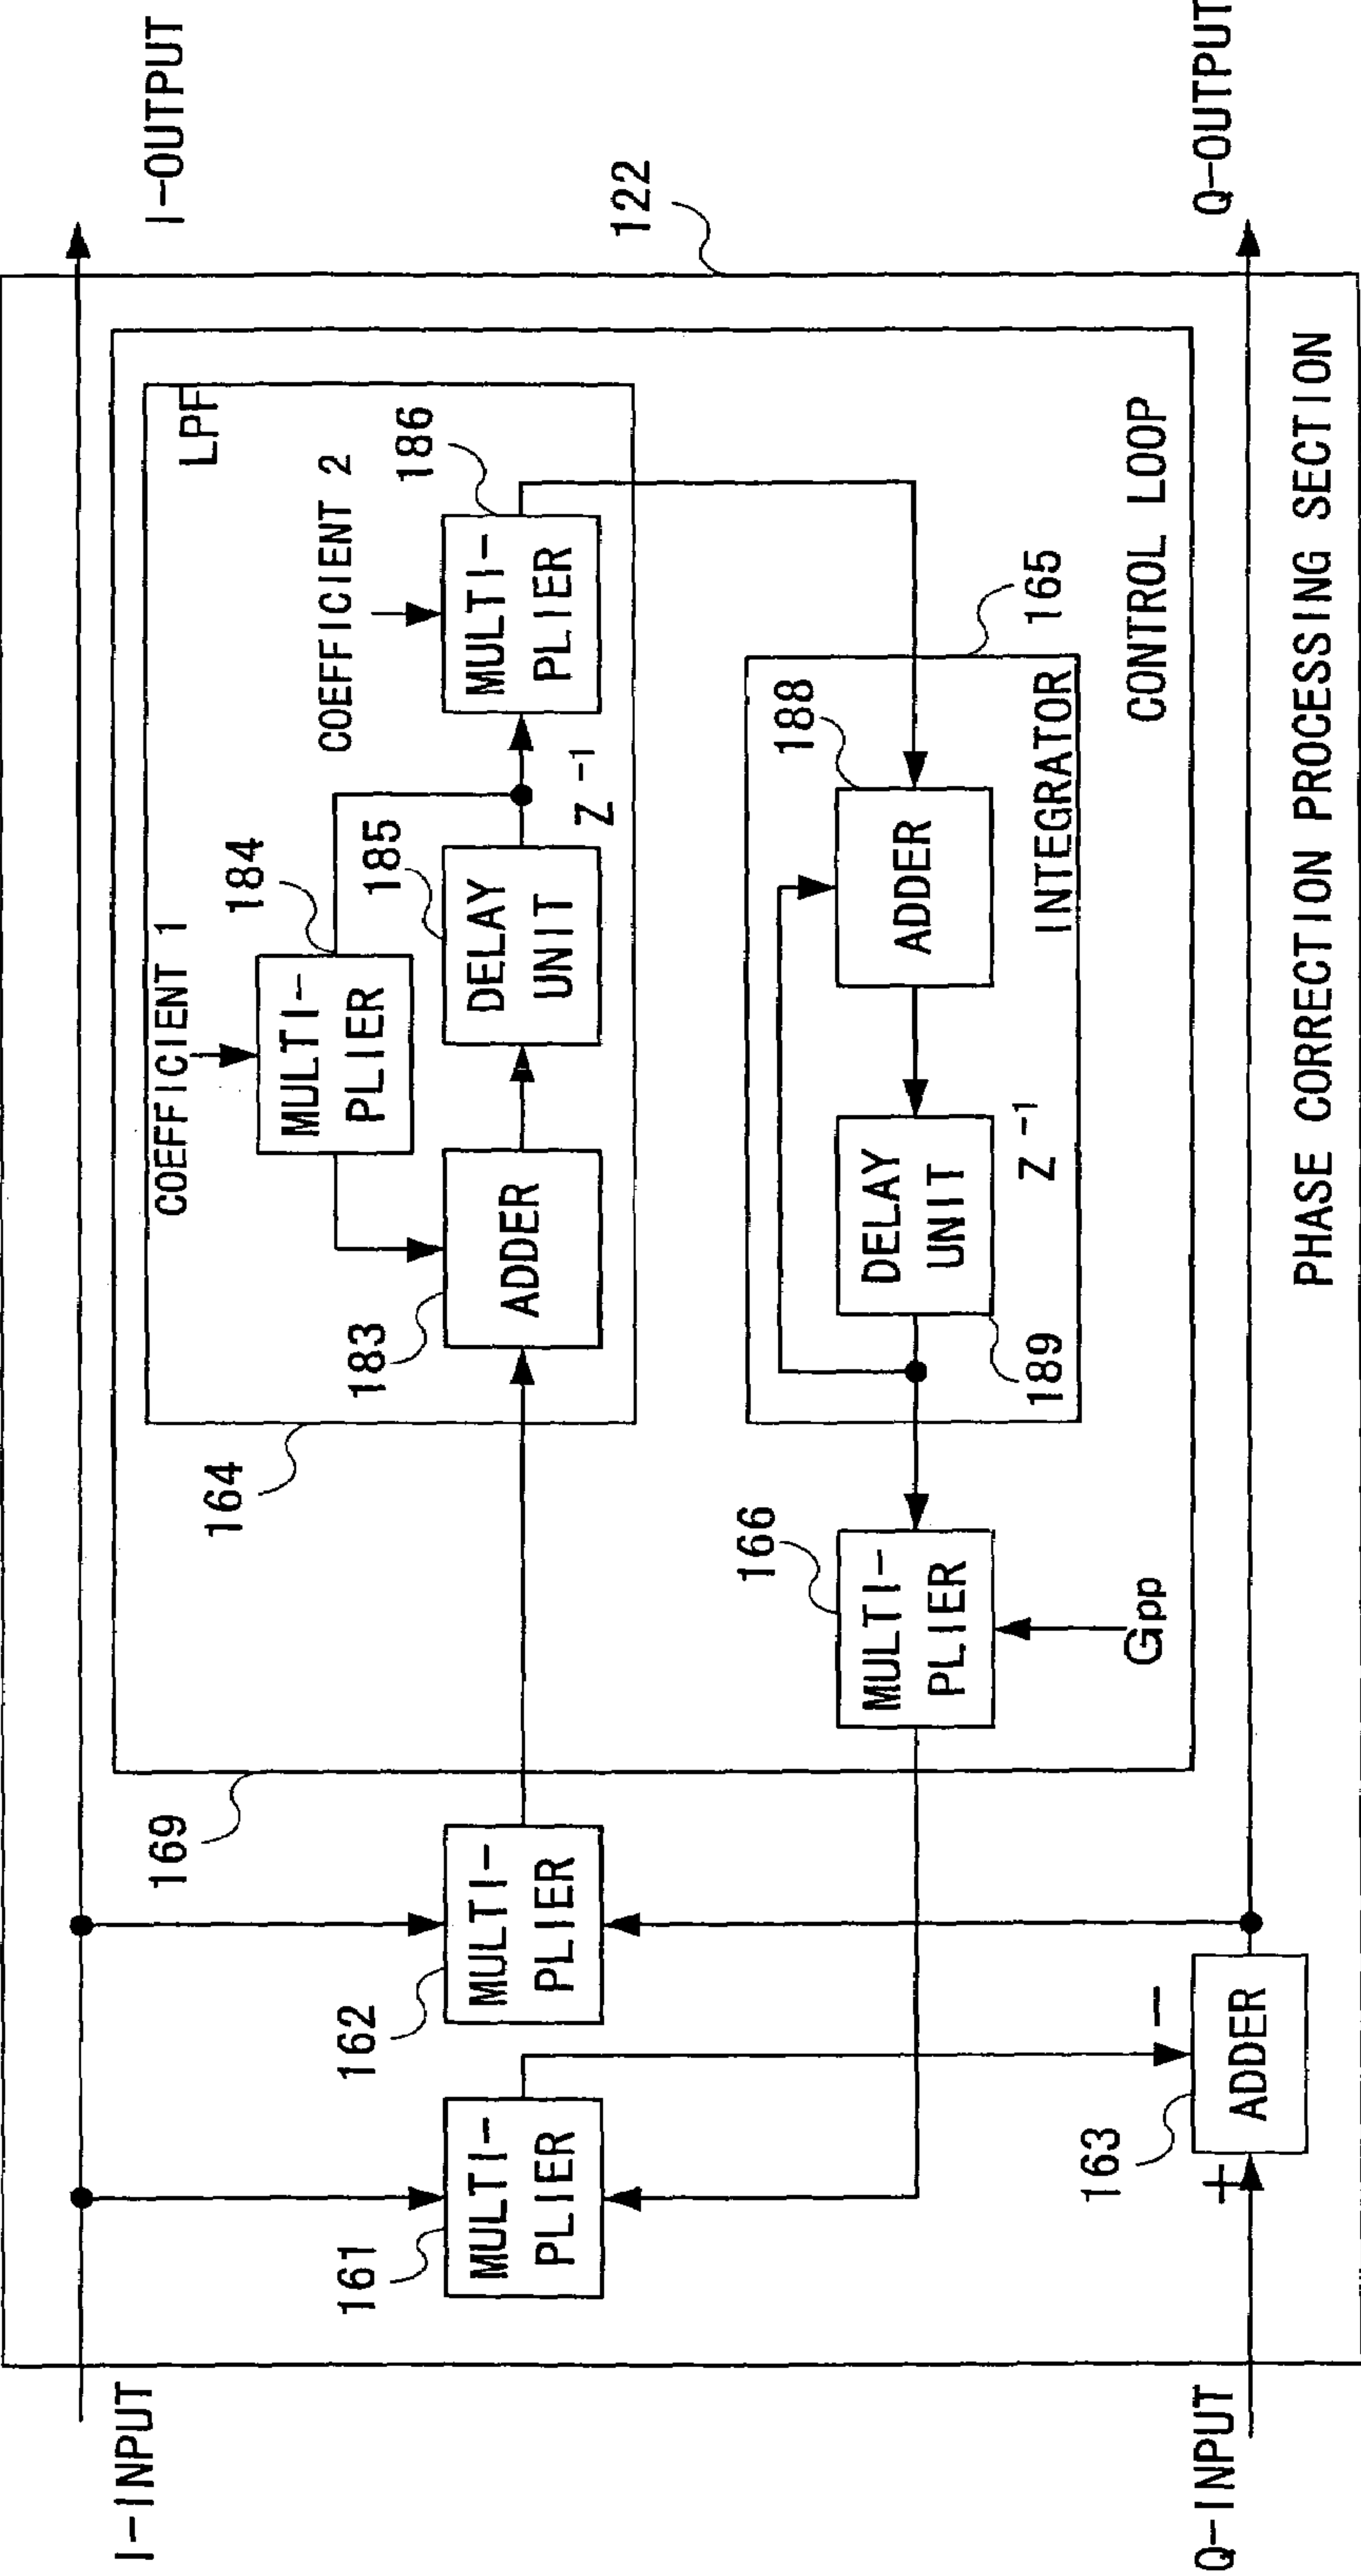 I-INPUT
I-OUTPUT
169
164
COEFFICIENT 1
LPF
184
MULTI-
PLIER
COEFFICIENT 2
161
MULTI-
PLIER
162
MULTI-
PLIER
183
ADDER
185
DELAY
UNIT
Z -1
186
MULTI-
PLIER
122
166
MULTI-
PLIER
Gpp
188
ADDER
DELAY
UNIT
189
Z -1
INTEGRATOR
165
CONTROL LOOP
163
ADDER
+
−
Q-INPUT
Q-OUTPUT
PHASE CORRECTION PROCESSING SECTION